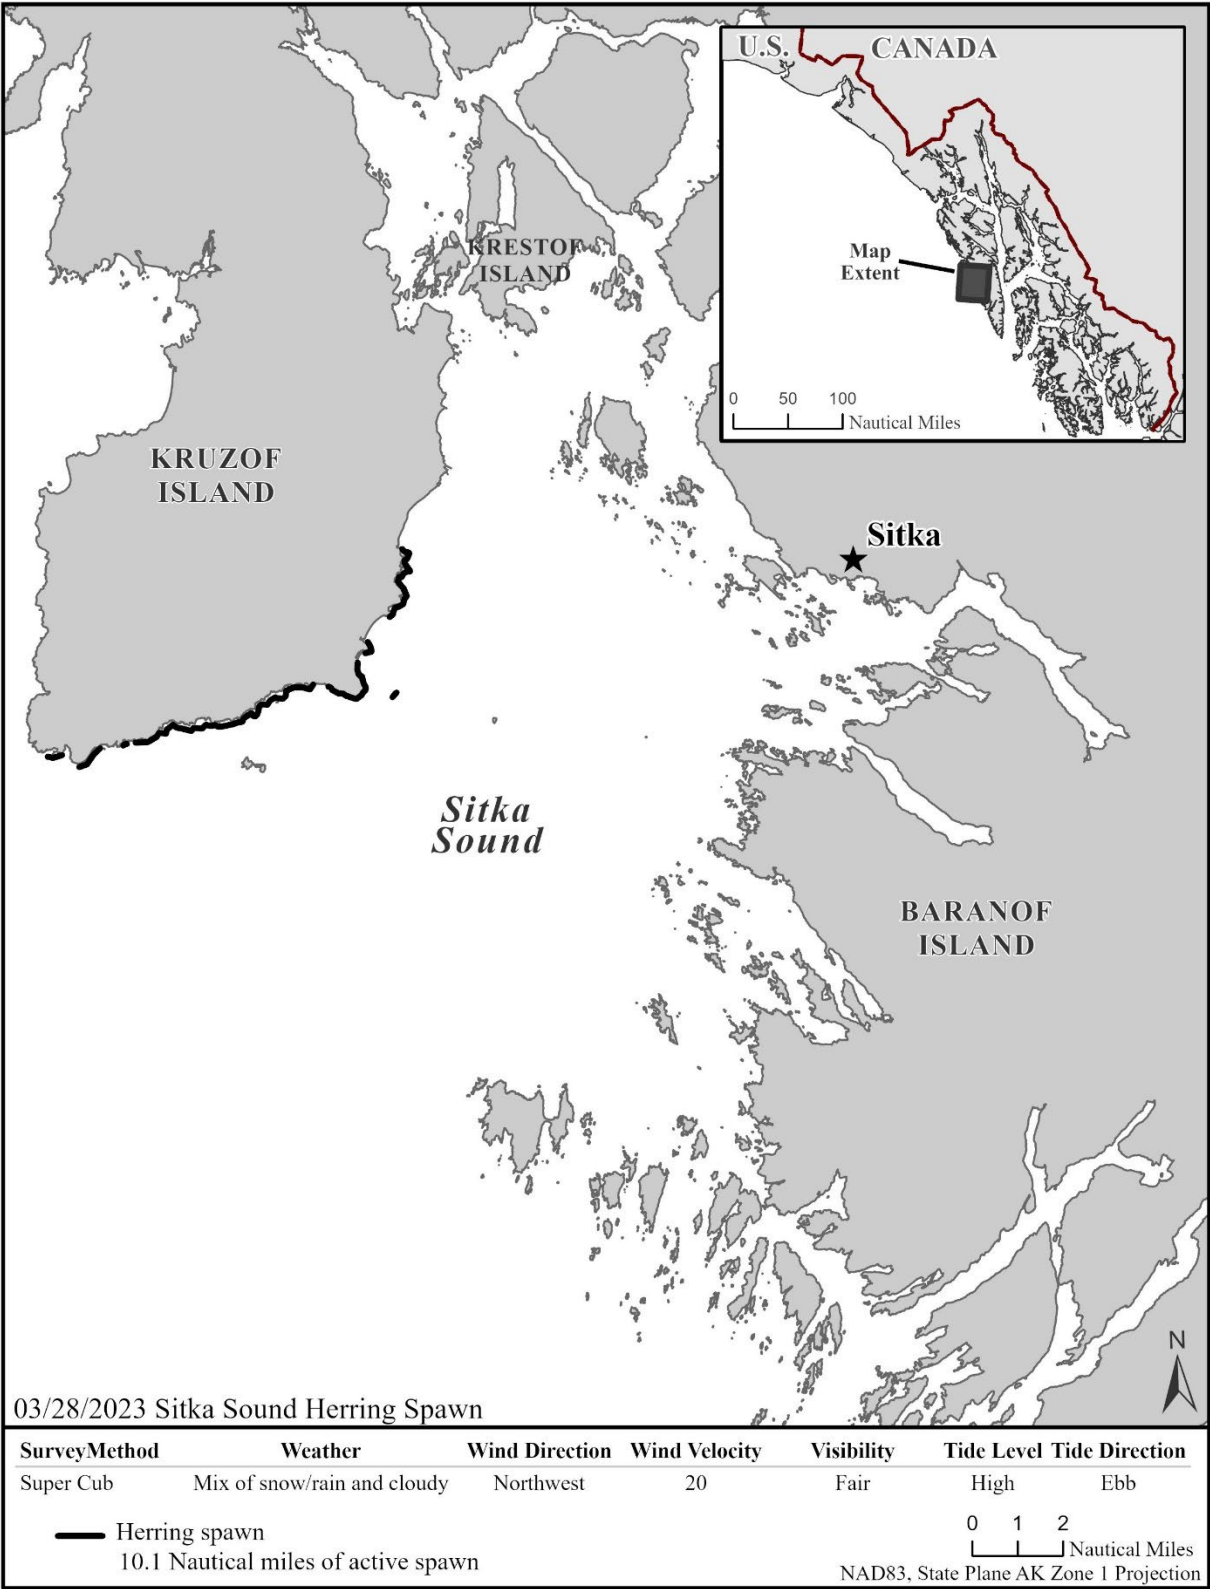 U.S. CANADA
Map
Extent
0 50 100
Nautical Miles
KRESTOF
ISLAND
KRUZOF
ISLAND
Sitka
Sitka
Sound
BARANOF
ISLAND
N
03/28/2023 Sitka Sound Herring Spawn
SurveyMethod Weather Wind Direction Wind Velocity Visibility Tide Level Tide Direction
Super Cub Mix of snow/rain and cloudy Northwest 20 Fair High Ebb
Herring spawn
10.1 Nautical miles of active spawn
0 1 2
Nautical Miles
NAD83, State Plane AK Zone 1 Projection